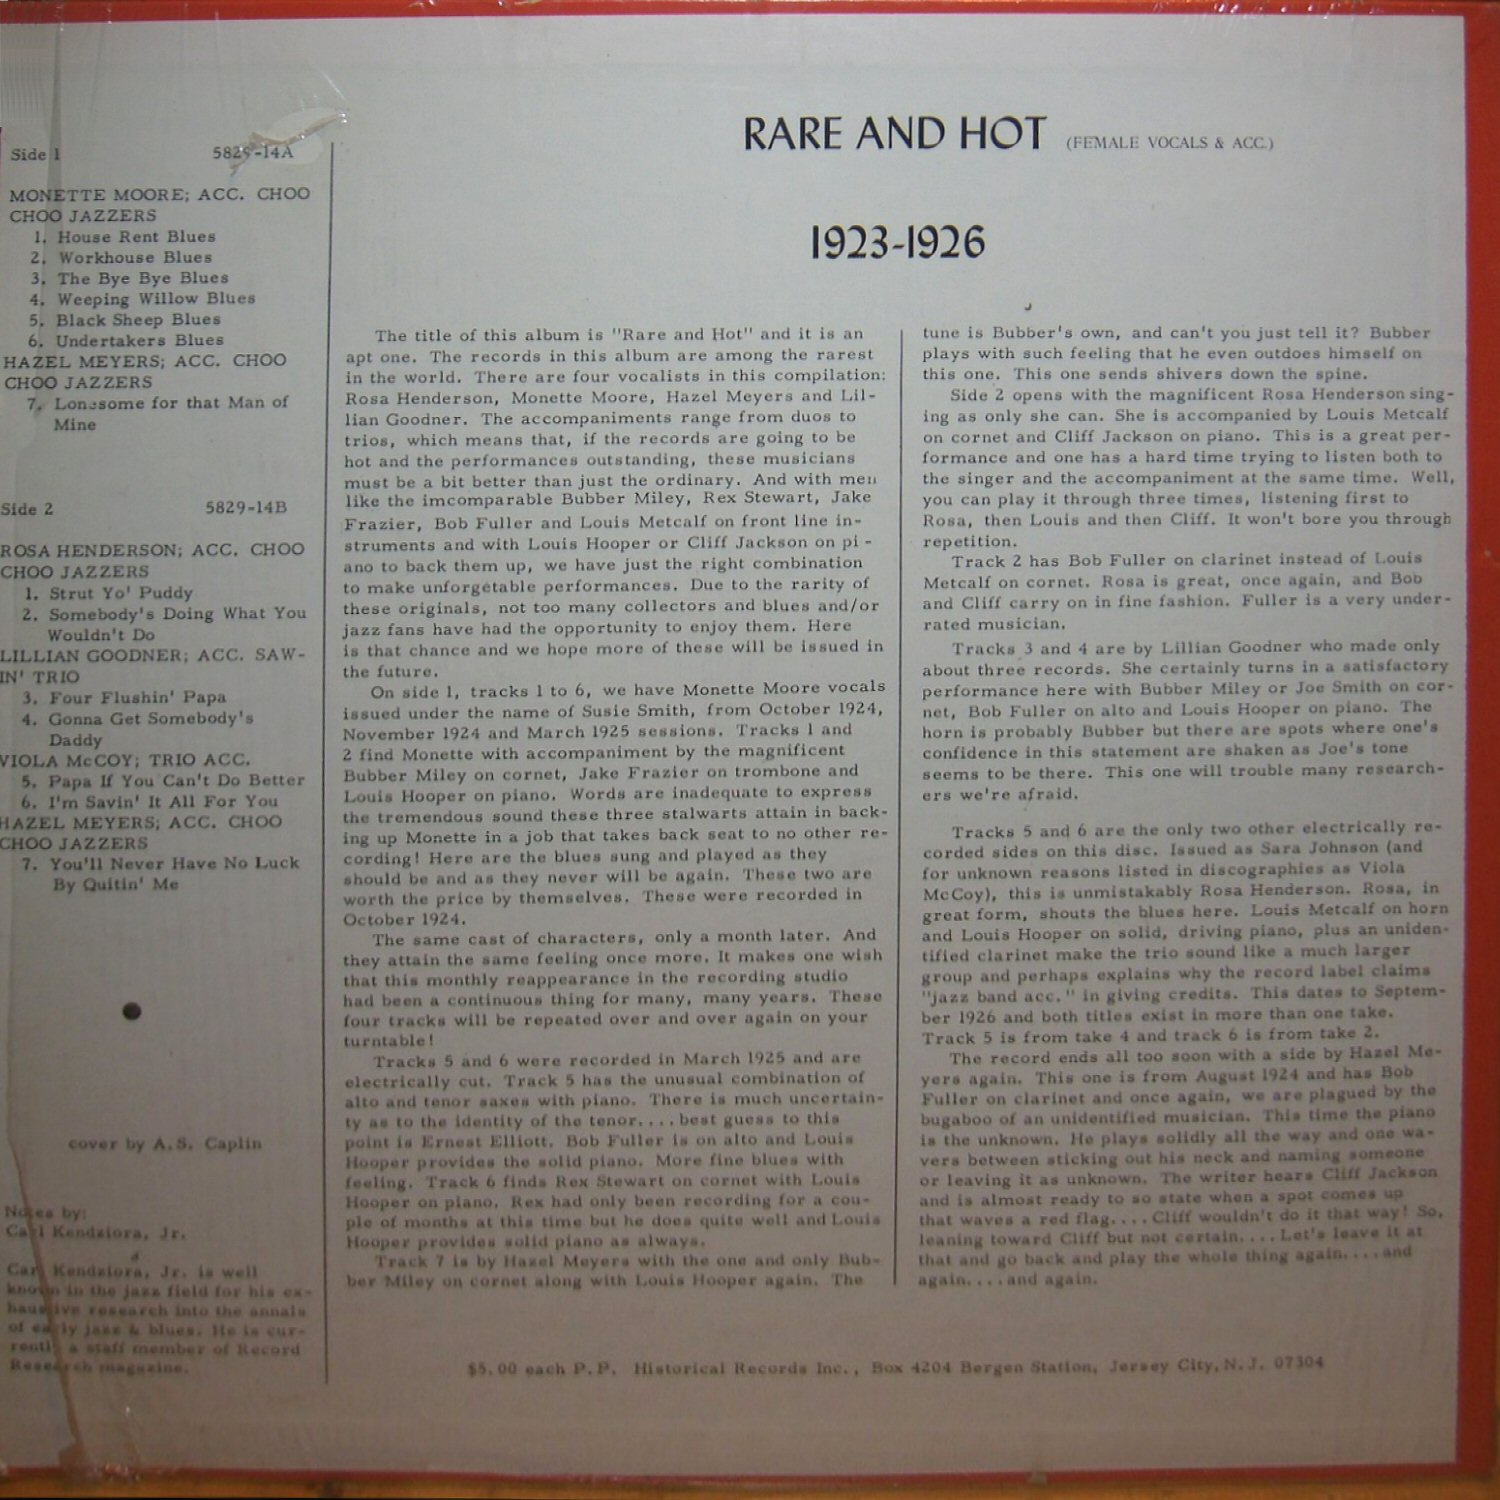 RARE AND HOT (FEMALE VOCALS & ACC.)
1923-1926
Side 1 5829-14A
MONETTE MOORE; ACC. CHOO
CHOO JAZZERS
1. House Rent Blues
2. Workhouse Blues
3. The Bye Bye Blues
4. Weeping Willow Blues
5. Black Sheep Blues
6. Undertakers Blues
HAZEL MEYERS; ACC. CHOO
CHOO JAZZERS
7. Lonesome for that Man of
Mine
Side 2 5829-14B
ROSA HENDERSON; ACC. CHOO
CHOO JAZZERS
1. Strut Yo' Puddy
2. Somebody's Doing What You
Wouldn't Do
LILLIAN GOODNER; ACC. SAW-
IN' TRIO
3. Four Flushin' Papa
4. Gonna Get Somebody's
Daddy
VIOLA McCOY; TRIO ACC.
5. Papa If You Can't Do Better
6. I'm Savin' It All For You
HAZEL MEYERS; ACC. CHOO
CHOO JAZZERS
7. You'll Never Have No Luck
By Quitin' Me
cover by A.S. Caplin
Notes by:
Carl Kendziora, Jr.
Carl Kendziora, Jr. is well
known in the jazz field for his ex-
haustive research into the annals
of early jazz & blues. He is cur-
rently a staff member of Record
Research magazine.
The title of this album is "Rare and Hot" and it is an
apt one. The records in this album are among the rarest
in the world. There are four vocalists in this compilation:
Rosa Henderson, Monette Moore, Hazel Meyers and Lil-
lian Goodner. The accompaniments range from duos to
trios, which means that, if the records are going to be
hot and the performances outstanding, these musicians
must be a bit better than just the ordinary. And with men
like the imcomparable Bubber Miley, Rex Stewart, Jake
Frazier, Bob Fuller and Louis Metcalf on front line in-
struments and with Louis Hooper or Cliff Jackson on pi -
ano to back them up, we have just the right combination
to make unforgetable performances. Due to the rarity of
these originals, not too many collectors and blues and/or
jazz fans have had the opportunity to enjoy them. Here
is that chance and we hope more of these will be issued in
the future.
On side 1, tracks 1 to 6, we have Monette Moore vocals
issued under the name of Susie Smith, from October 1924,
November 1924 and March 1925 sessions. Tracks 1 and
2 find Monette with accompaniment by the magnificent
Bubber Miley on cornet, Jake Frazier on trombone and
Louis Hooper on piano. Words are inadequate to express
the tremendous sound these three stalwarts attain in back-
ing up Monette in a job that takes back seat to no other re-
cording! Here are the blues sung and played as they
should be and as they never will be again. These two are
worth the price by themselves. These were recorded in
October 1924.
The same cast of characters, only a month later. And
they attain the same feeling once more. It makes one wish
that this monthly reappearance in the recording studio
had been a continuous thing for many, many years. These
four tracks will be repeated over and over again on your
turntable!
Tracks 5 and 6 were recorded in March 1925 and are
electrically cut. Track 5 has the unusual combination of
alto and tenor saxes with piano. There is much uncertain-
ty as to the identity of the tenor.... best guess to this
point is Ernest Elliott. Bob Fuller is on alto and Louis
Hooper provides the solid piano. More fine blues with
feeling. Track 6 finds Rex Stewart on cornet with Louis
Hooper on piano. Rex had only been recording for a cou-
ple of months at this time but he does quite well and Louis
Hooper provides solid piano as always.
Track 7 is by Hazel Meyers with the one and only Bub-
ber Miley on cornet along with Louis Hooper again. The
tune is Bubber's own, and can't you just tell it? Bubber
plays with such feeling that he even outdoes himself on
this one. This one sends shivers down the spine.
Side 2 opens with the magnificent Rosa Henderson sing-
ing as only she can. She is accompanied by Louis Metcalf
on cornet and Cliff Jackson on piano. This is a great per-
formance and one has a hard time trying to listen both to
the singer and the accompaniment at the same time. Well,
you can play it through three times, listening first to
Rosa, then Louis and then Cliff. It won't bore you through
repetition.
Track 2 has Bob Fuller on clarinet instead of Louis
Metcalf on cornet. Rosa is great, once again, and Bob
and Cliff carry on in fine fashion. Fuller is a very under-
rated musician.
Tracks 3 and 4 are by Lillian Goodner who made only
about three records. She certainly turns in a satisfactory
performance here with Bubber Miley or Joe Smith on cor-
net, Bob Fuller on alto and Louis Hooper on piano. The
horn is probably Bubber but there are spots where one's
confidence in this statement are shaken as Joe's tone
seems to be there. This one will trouble many research-
ers we're afraid.
Tracks 5 and 6 are the only two other electrically re-
corded sides on this disc. Issued as Sara Johnson (and
for unknown reasons listed in discographies as Viola
McCoy), this is unmistakably Rosa Henderson. Rosa, in
great form, shouts the blues here. Louis Metcalf on horn
and Louis Hooper on solid, driving piano, plus an uniden-
tified clarinet make the trio sound like a much larger
group and perhaps explains why the record label claims
"jazz band acc." in giving credits. This dates to Septem-
ber 1926 and both titles exist in more than one take.
Track 5 is from take 4 and track 6 is from take 2.
The record ends all too soon with a side by Hazel Me-
yers again. This one is from August 1924 and has Bob
Fuller on clarinet and once again, we are plagued by the
bugaboo of an unidentified musician. This time the piano
is the unknown. He plays solidly all the way and one wa-
vers between sticking out his neck and naming someone
or leaving it as unknown. The writer hears Cliff Jackson
and is almost ready to so state when a spot comes up
that waves a red flag.... Cliff wouldn't do it that way! So,
leaning toward Cliff but not certain.... Let's leave it at
that and go back and play the whole thing again....and
again....and again.
$5.00 each P.P. Historical Records Inc., Box 4204 Bergen Station, Jersey City, N.J. 07304